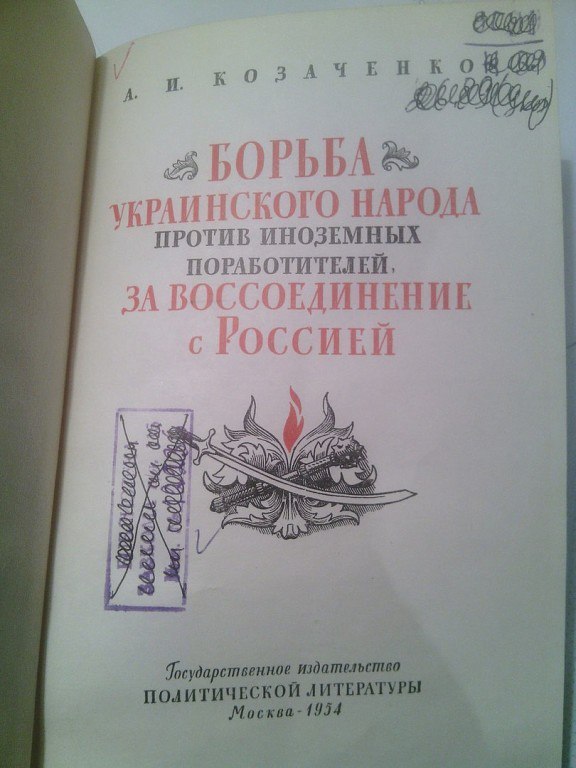 А. И. КОЗАЧЕНКО
БОРЬБА
УКРАИНСКОГО НАРОДА
ПРОТИВ ИНОЗЕМНЫХ
ПОРАБОТИТЕЛЕЙ,
ЗА ВОССОЕДИНЕНИЕ
С РОССИЕЙ
Государственное издательство
ПОЛИТИЧЕСКОЙ ЛИТЕРАТУРЫ
Москва-1954